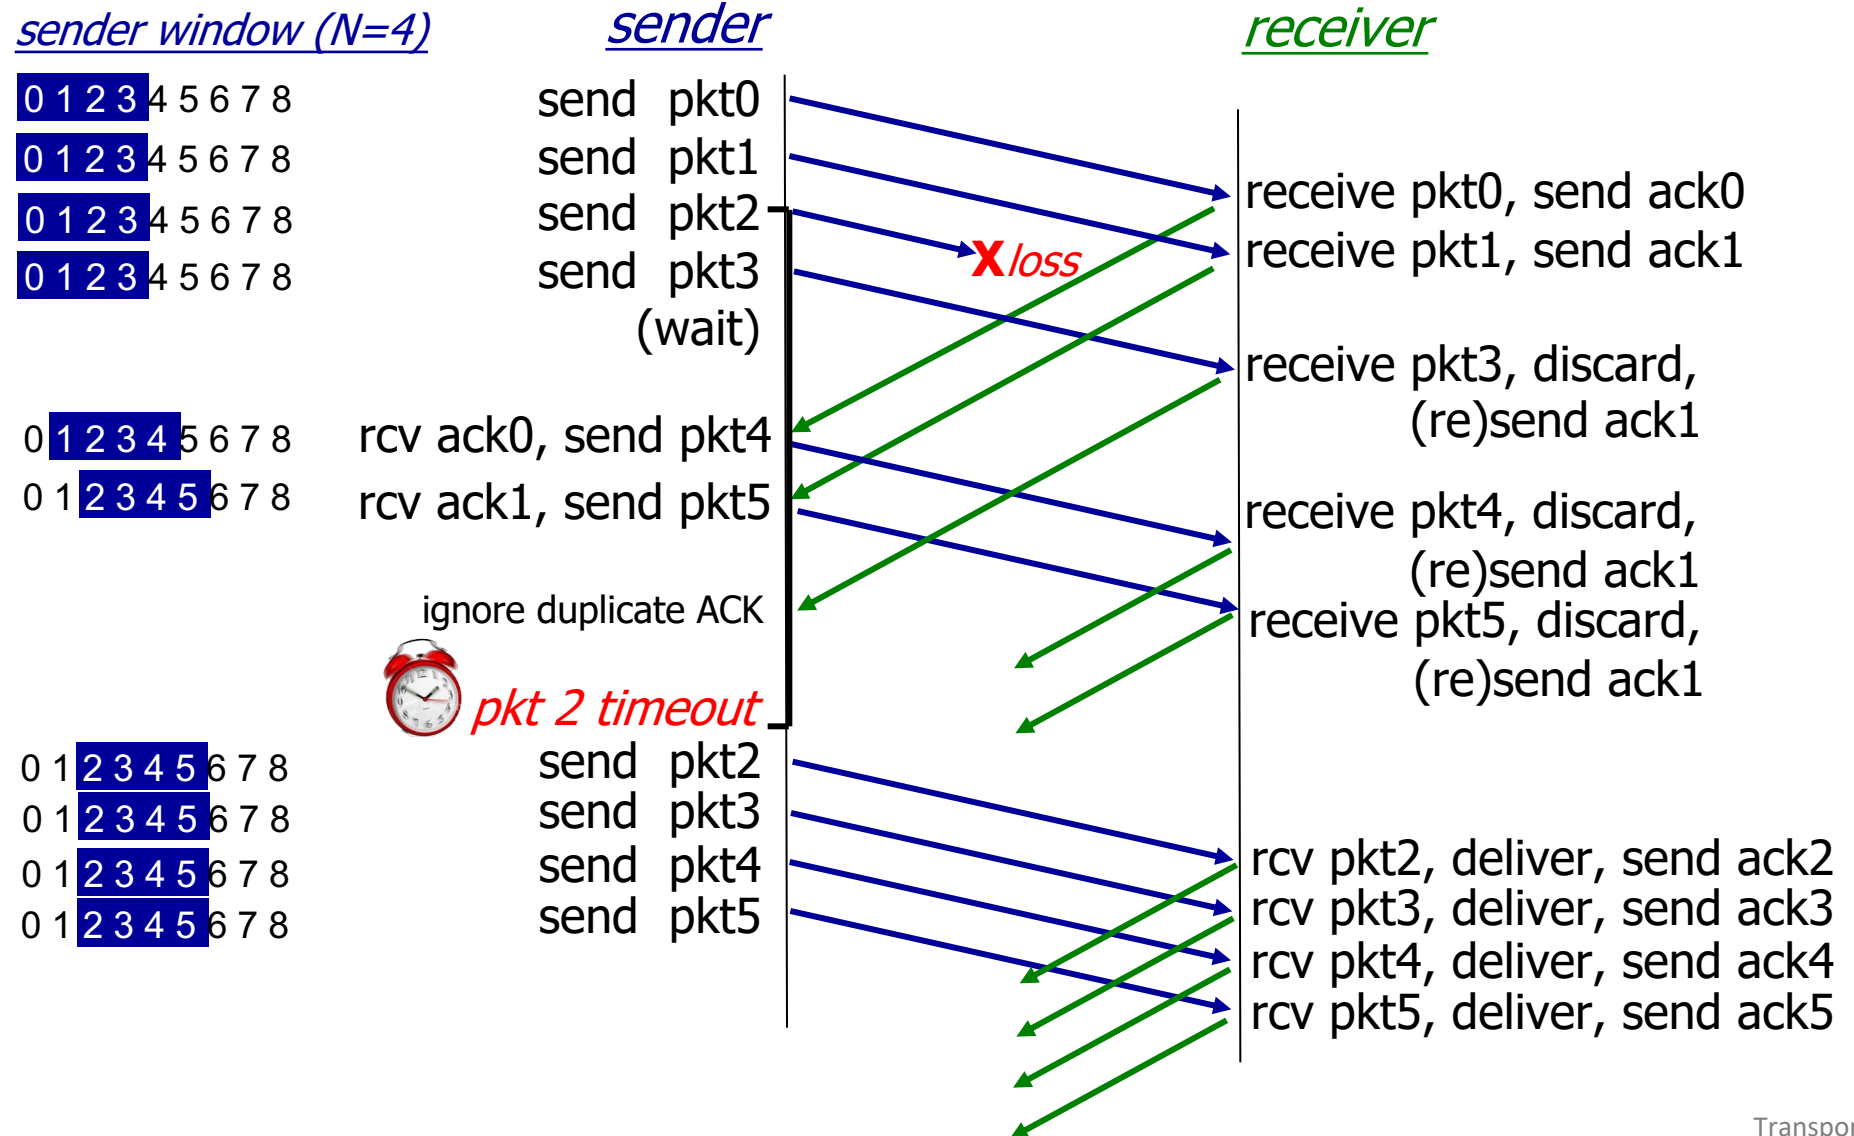 sender window (N=4) sender receiver
0 1 2 3 4 5 6 7 8 send pkt0
0 1 2 3 4 5 6 7 8 send pkt1
receive pkt0, send ack0
0 1 2 3 4 5 6 7 8 send pkt2
X loss
receive pkt1, send ack1
0 1 2 3 4 5 6 7 8 send pkt3
(wait)
receive pkt3, discard,
(re)send ack1
0 1 2 3 4 5 6 7 8 rcv ack0, send pkt4
0 1 2 3 4 5 6 7 8 rcv ack1, send pkt5
receive pkt4, discard,
(re)send ack1
ignore duplicate ACK
receive pkt5, discard,
(re)send ack1
pkt 2 timeout
0 1 2 3 4 5 6 7 8 send pkt2
0 1 2 3 4 5 6 7 8 send pkt3
0 1 2 3 4 5 6 7 8 send pkt4
0 1 2 3 4 5 6 7 8 send pkt5
rcv pkt2, deliver, send ack2
rcv pkt3, deliver, send ack3
rcv pkt4, deliver, send ack4
rcv pkt5, deliver, send ack5